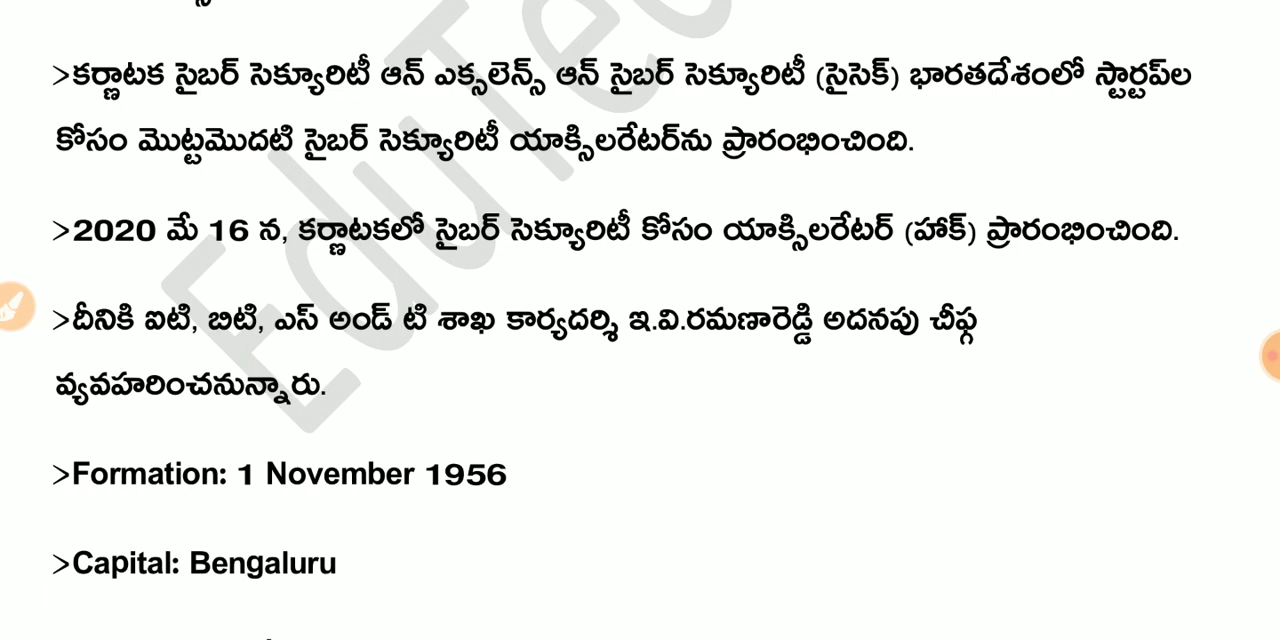 >కర్ణాటక సైబర్ సెక్యూరిటీ ఆన్ ఎక్సలెన్స్ ఆన్ సైబర్ సెక్యూరిటీ (సైసెక్) భారతదేశంలో స్టార్టప్‌ల
కోసం మొట్టమొదటి సైబర్ సెక్యూరిటీ యాక్సిలరేటర్‌ను ప్రారంభించింది.
>2020 మే 16 న, కర్ణాటకలో సైబర్ సెక్యూరిటీ కోసం యాక్సిలరేటర్ (హాక్) ప్రారంభించింది.
>దీనికి ఐటి, బిటి, ఎస్ అండ్ టి శాఖ కార్యదర్శి ఇ.వి.రమణారెడ్డి అదనపు చీఫ్గ
వ్యవహరించనున్నారు.
>Formation: 1 November 1956
>Capital: Bengaluru